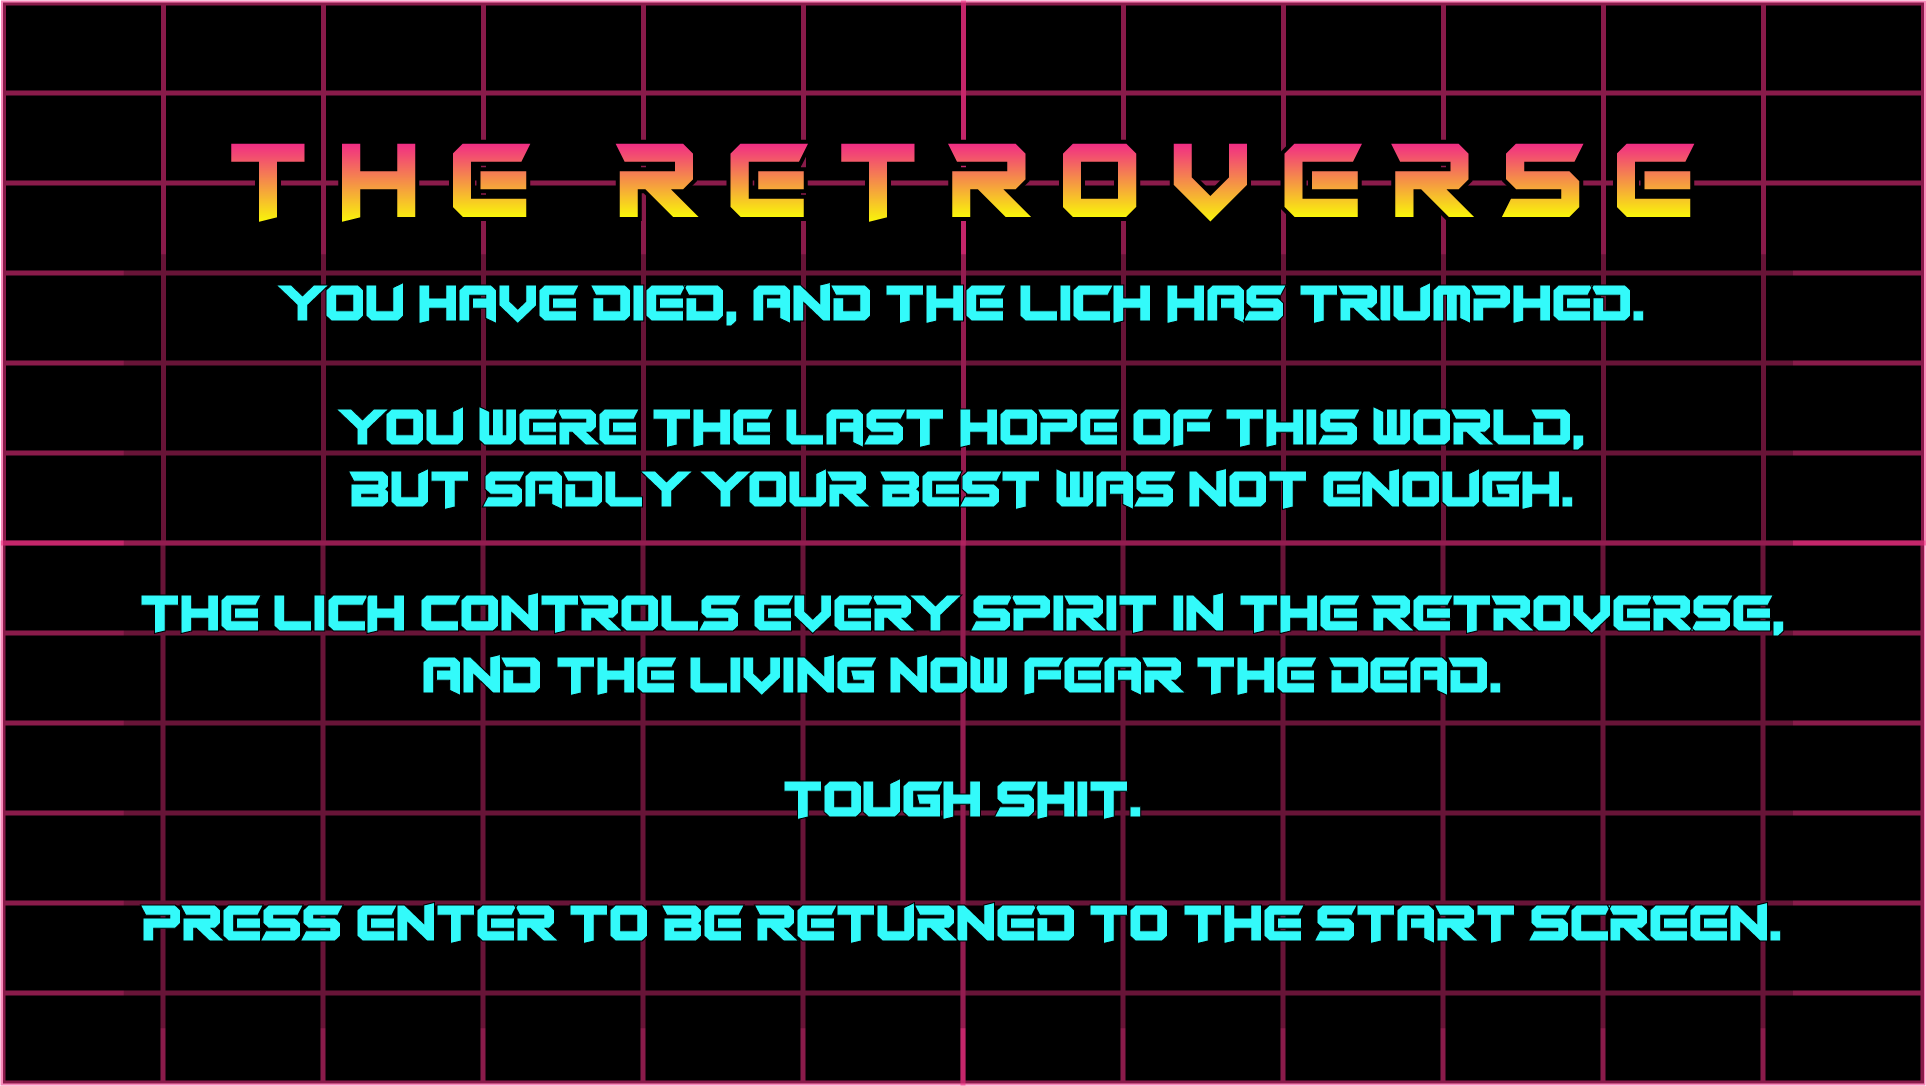 THE RETROVERSE
YOU HAVE DIED, AND THE LICH HAS TRIUMPHED.
YOU WERE THE LAST HOPE OF THIS WORLD,
BUT SADLY YOUR BEST WAS NOT ENOUGH.
THE LICH CONTROLS EVERY SPIRIT IN THE RETROVERSE,
AND THE LIVING NOW FEAR THE DEAD.
TOUGH SHIT.
PRESS ENTER TO BE RETURNED TO THE START SCREEN.